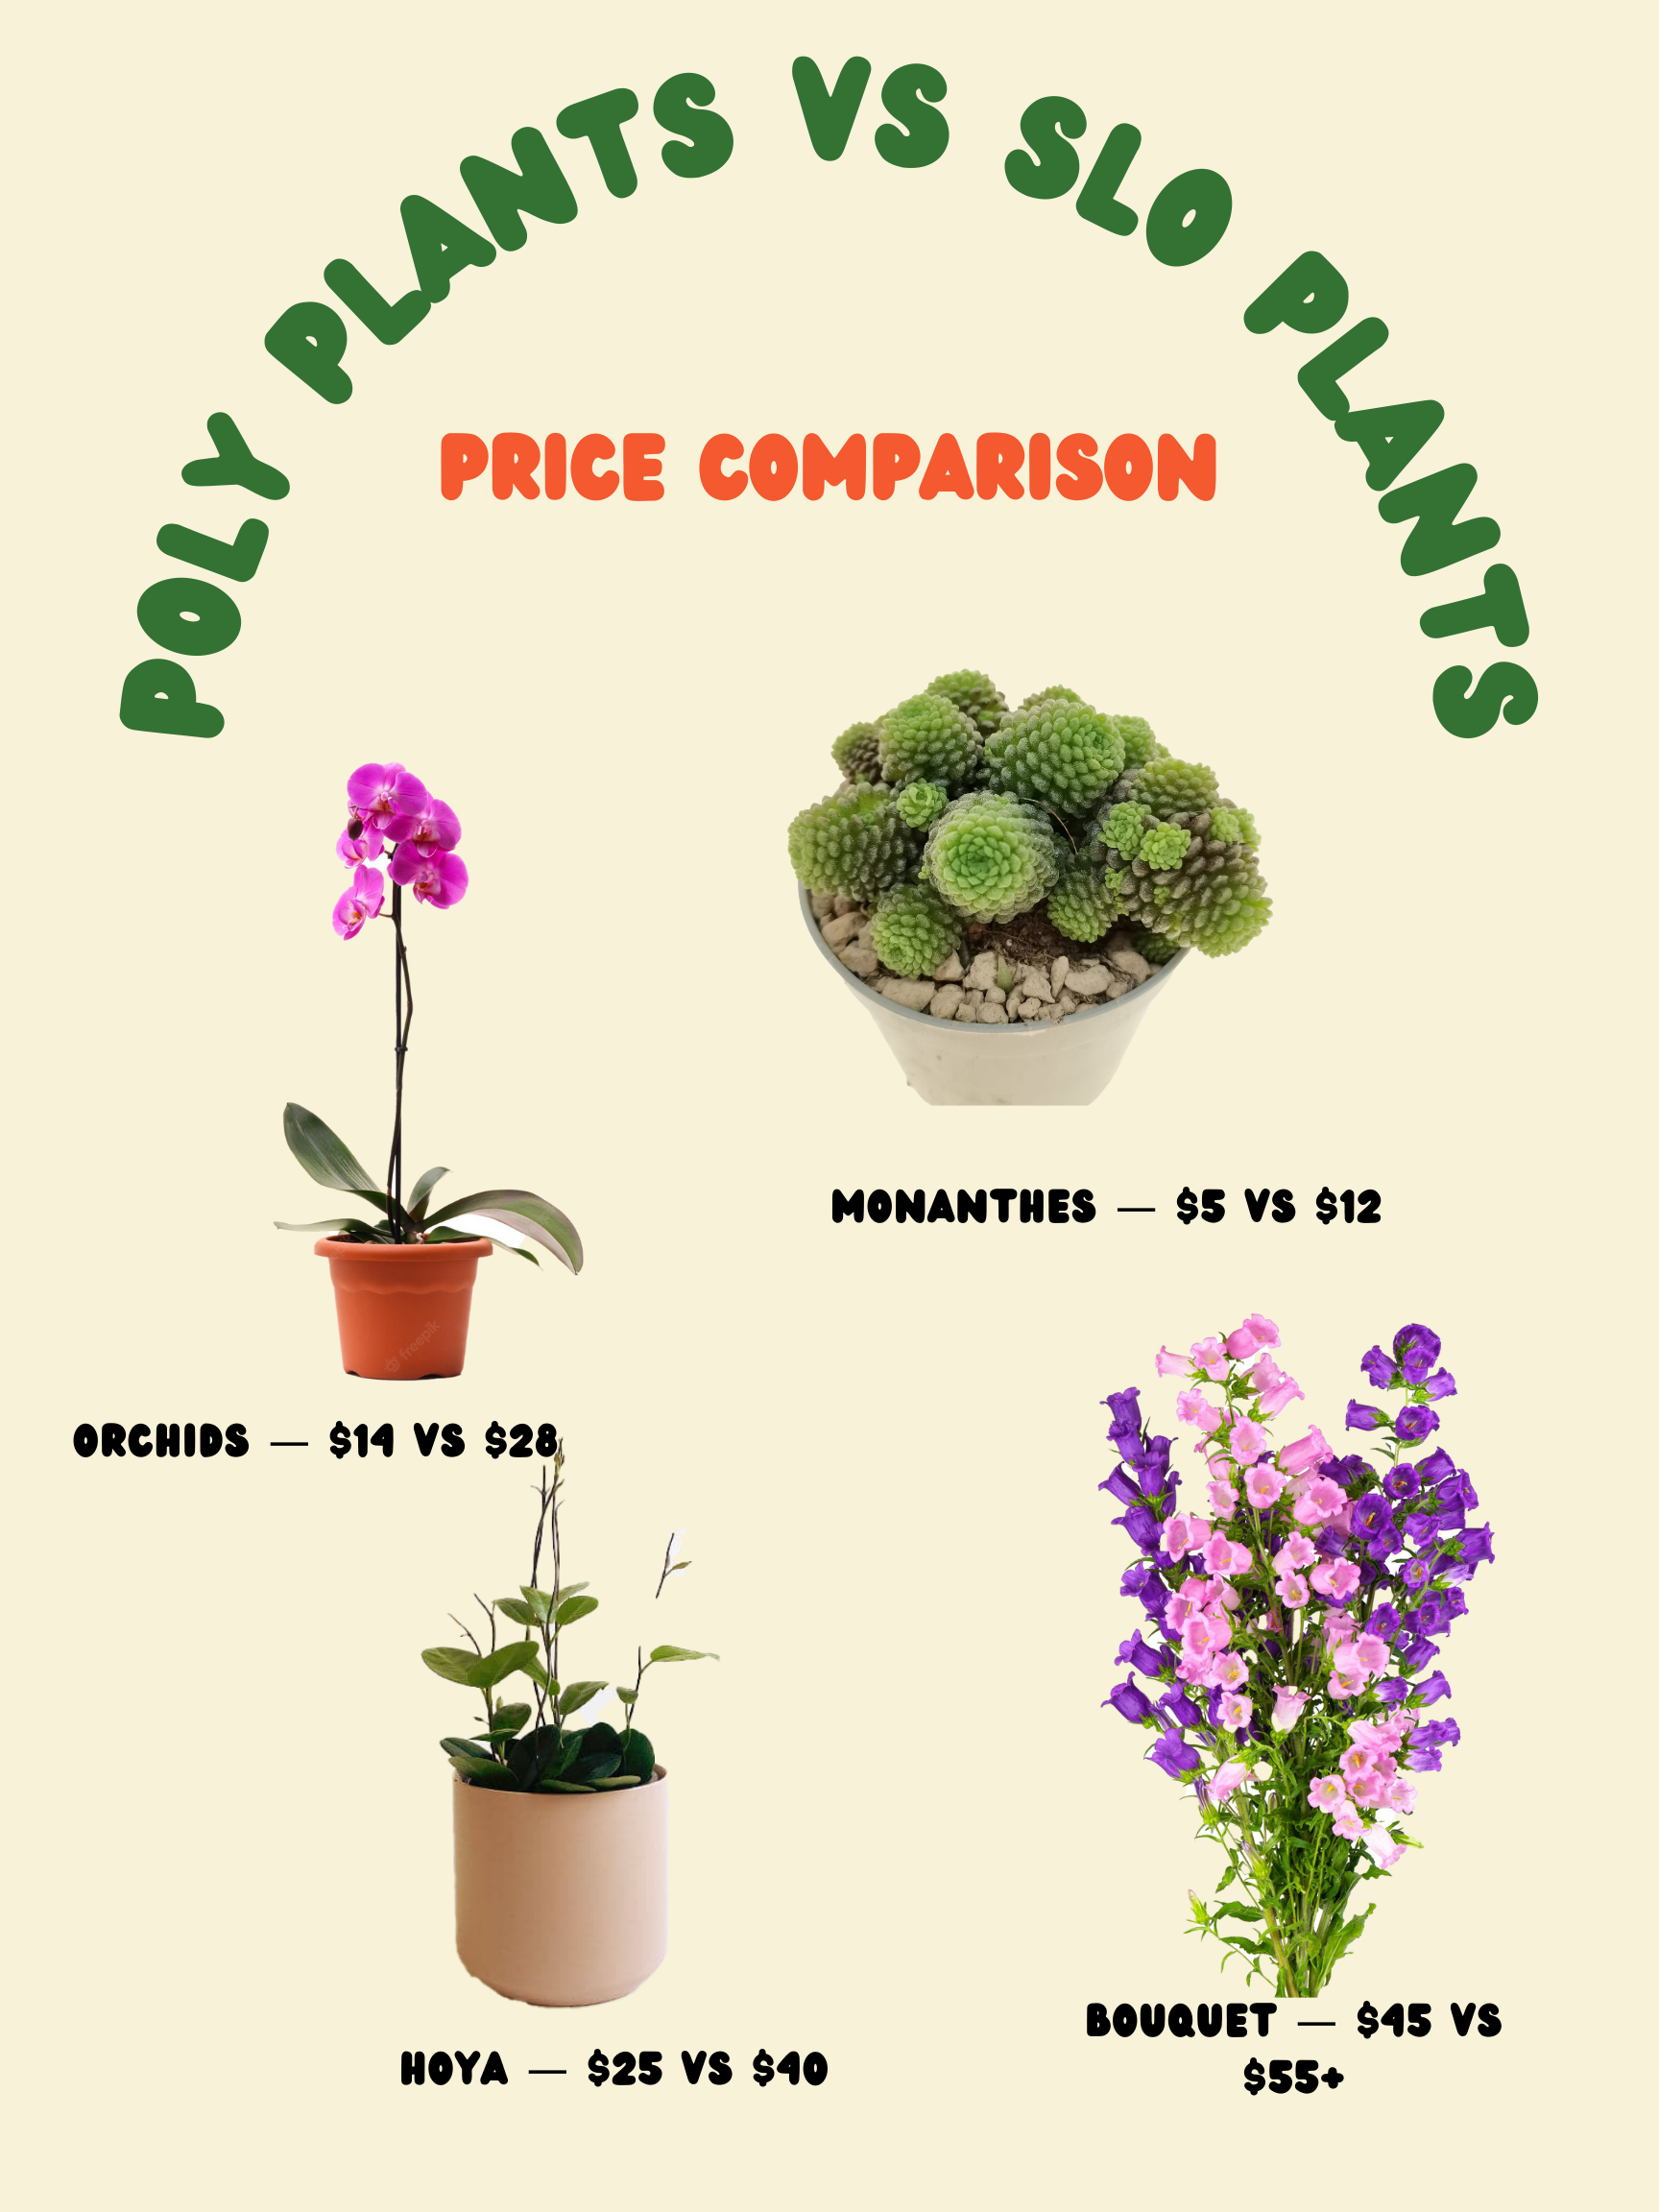 POLY PLANTS VS SLO PLANTS
PRICE COMPARISON
MONANTHES — $5 VS $12
freepik
ORCHIDS — $14 VS $28
HOYA — $25 VS $40
BOUQUET — $45 VS
$55+